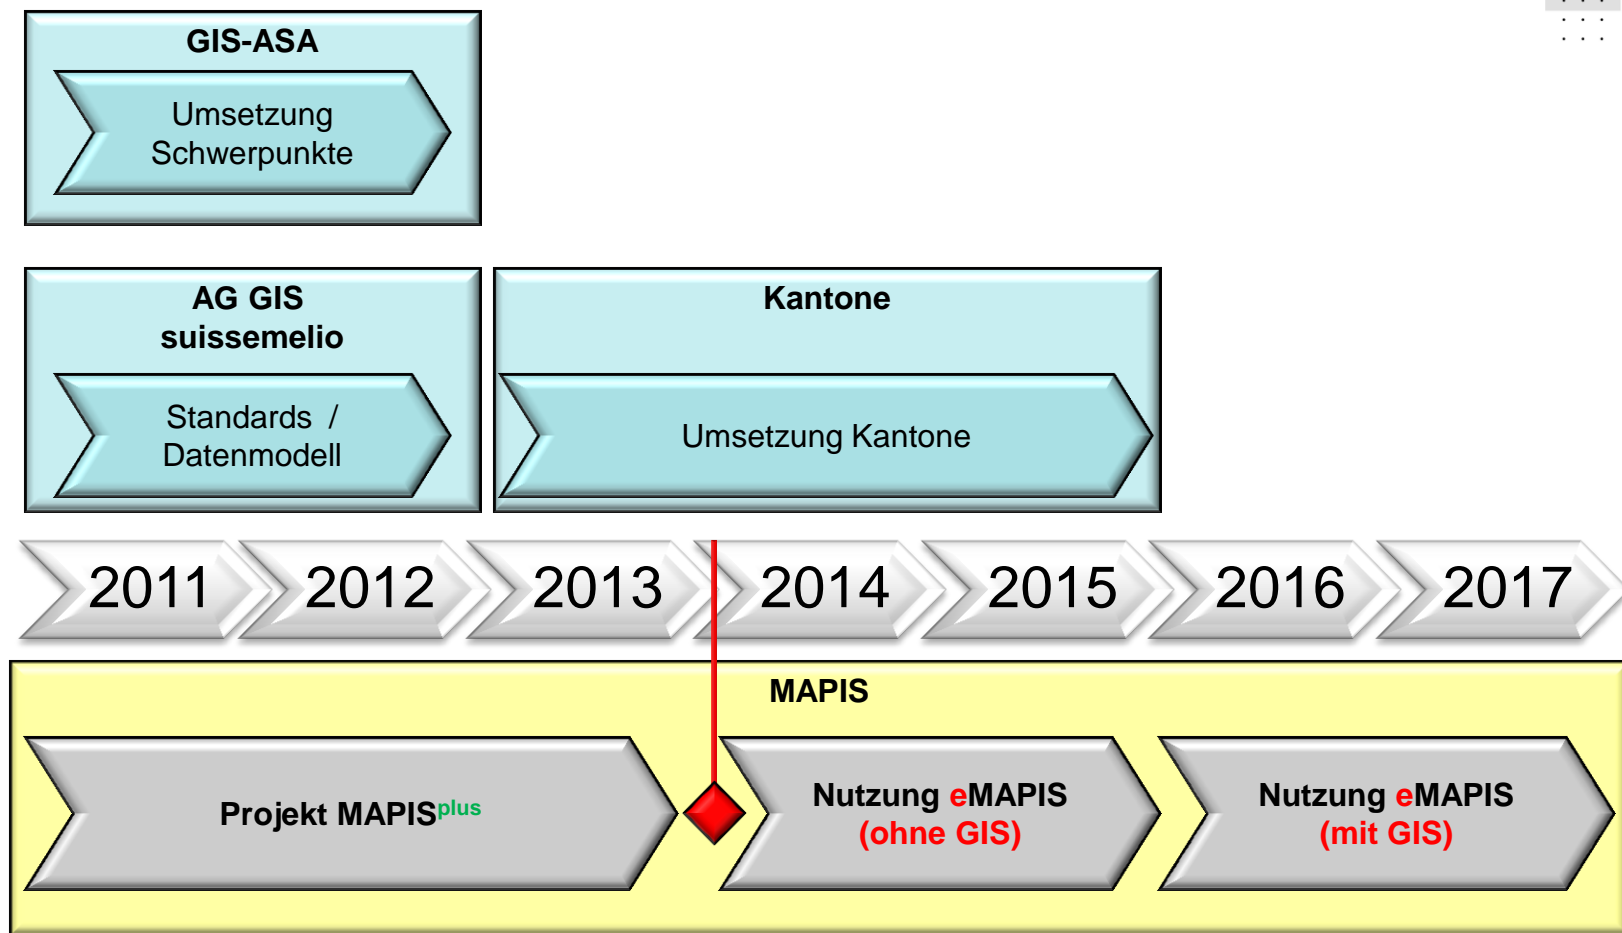 GIS-ASA
Umsetzung
Schwerpunkte
AG GIS
suissemelio
Standards /
Datenmodell
Kantone
Umsetzung Kantone
2011 2012 2013 2014 2015 2016 2017
MAPIS
Projekt MAPISplus
Nutzung eMAPIS
(ohne GIS)
Nutzung eMAPIS
(mit GIS)